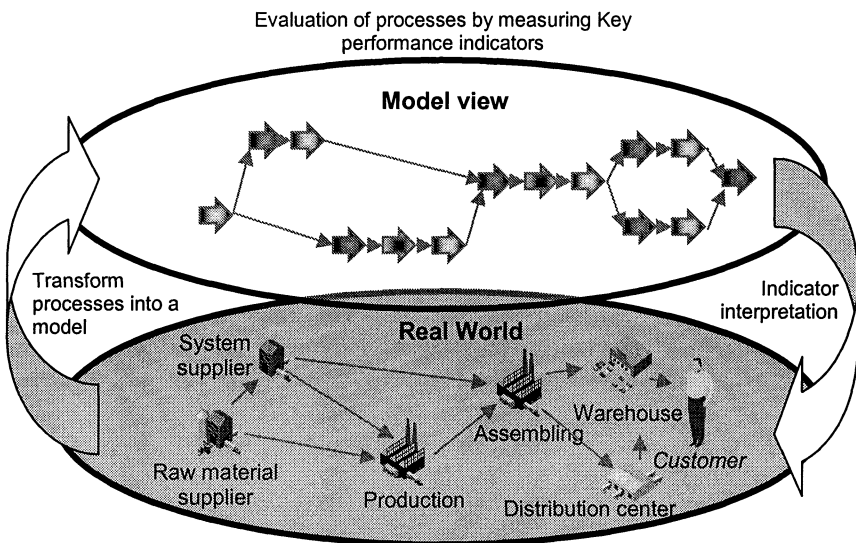 Evaluation of processes by measuring Key
performance indicators
Model view
Transform
processes into a
model
Indicator
interpretation
Real World
System
supplier
Raw material
supplier
Production
Assembling
Warehouse
Customer
Distribution center